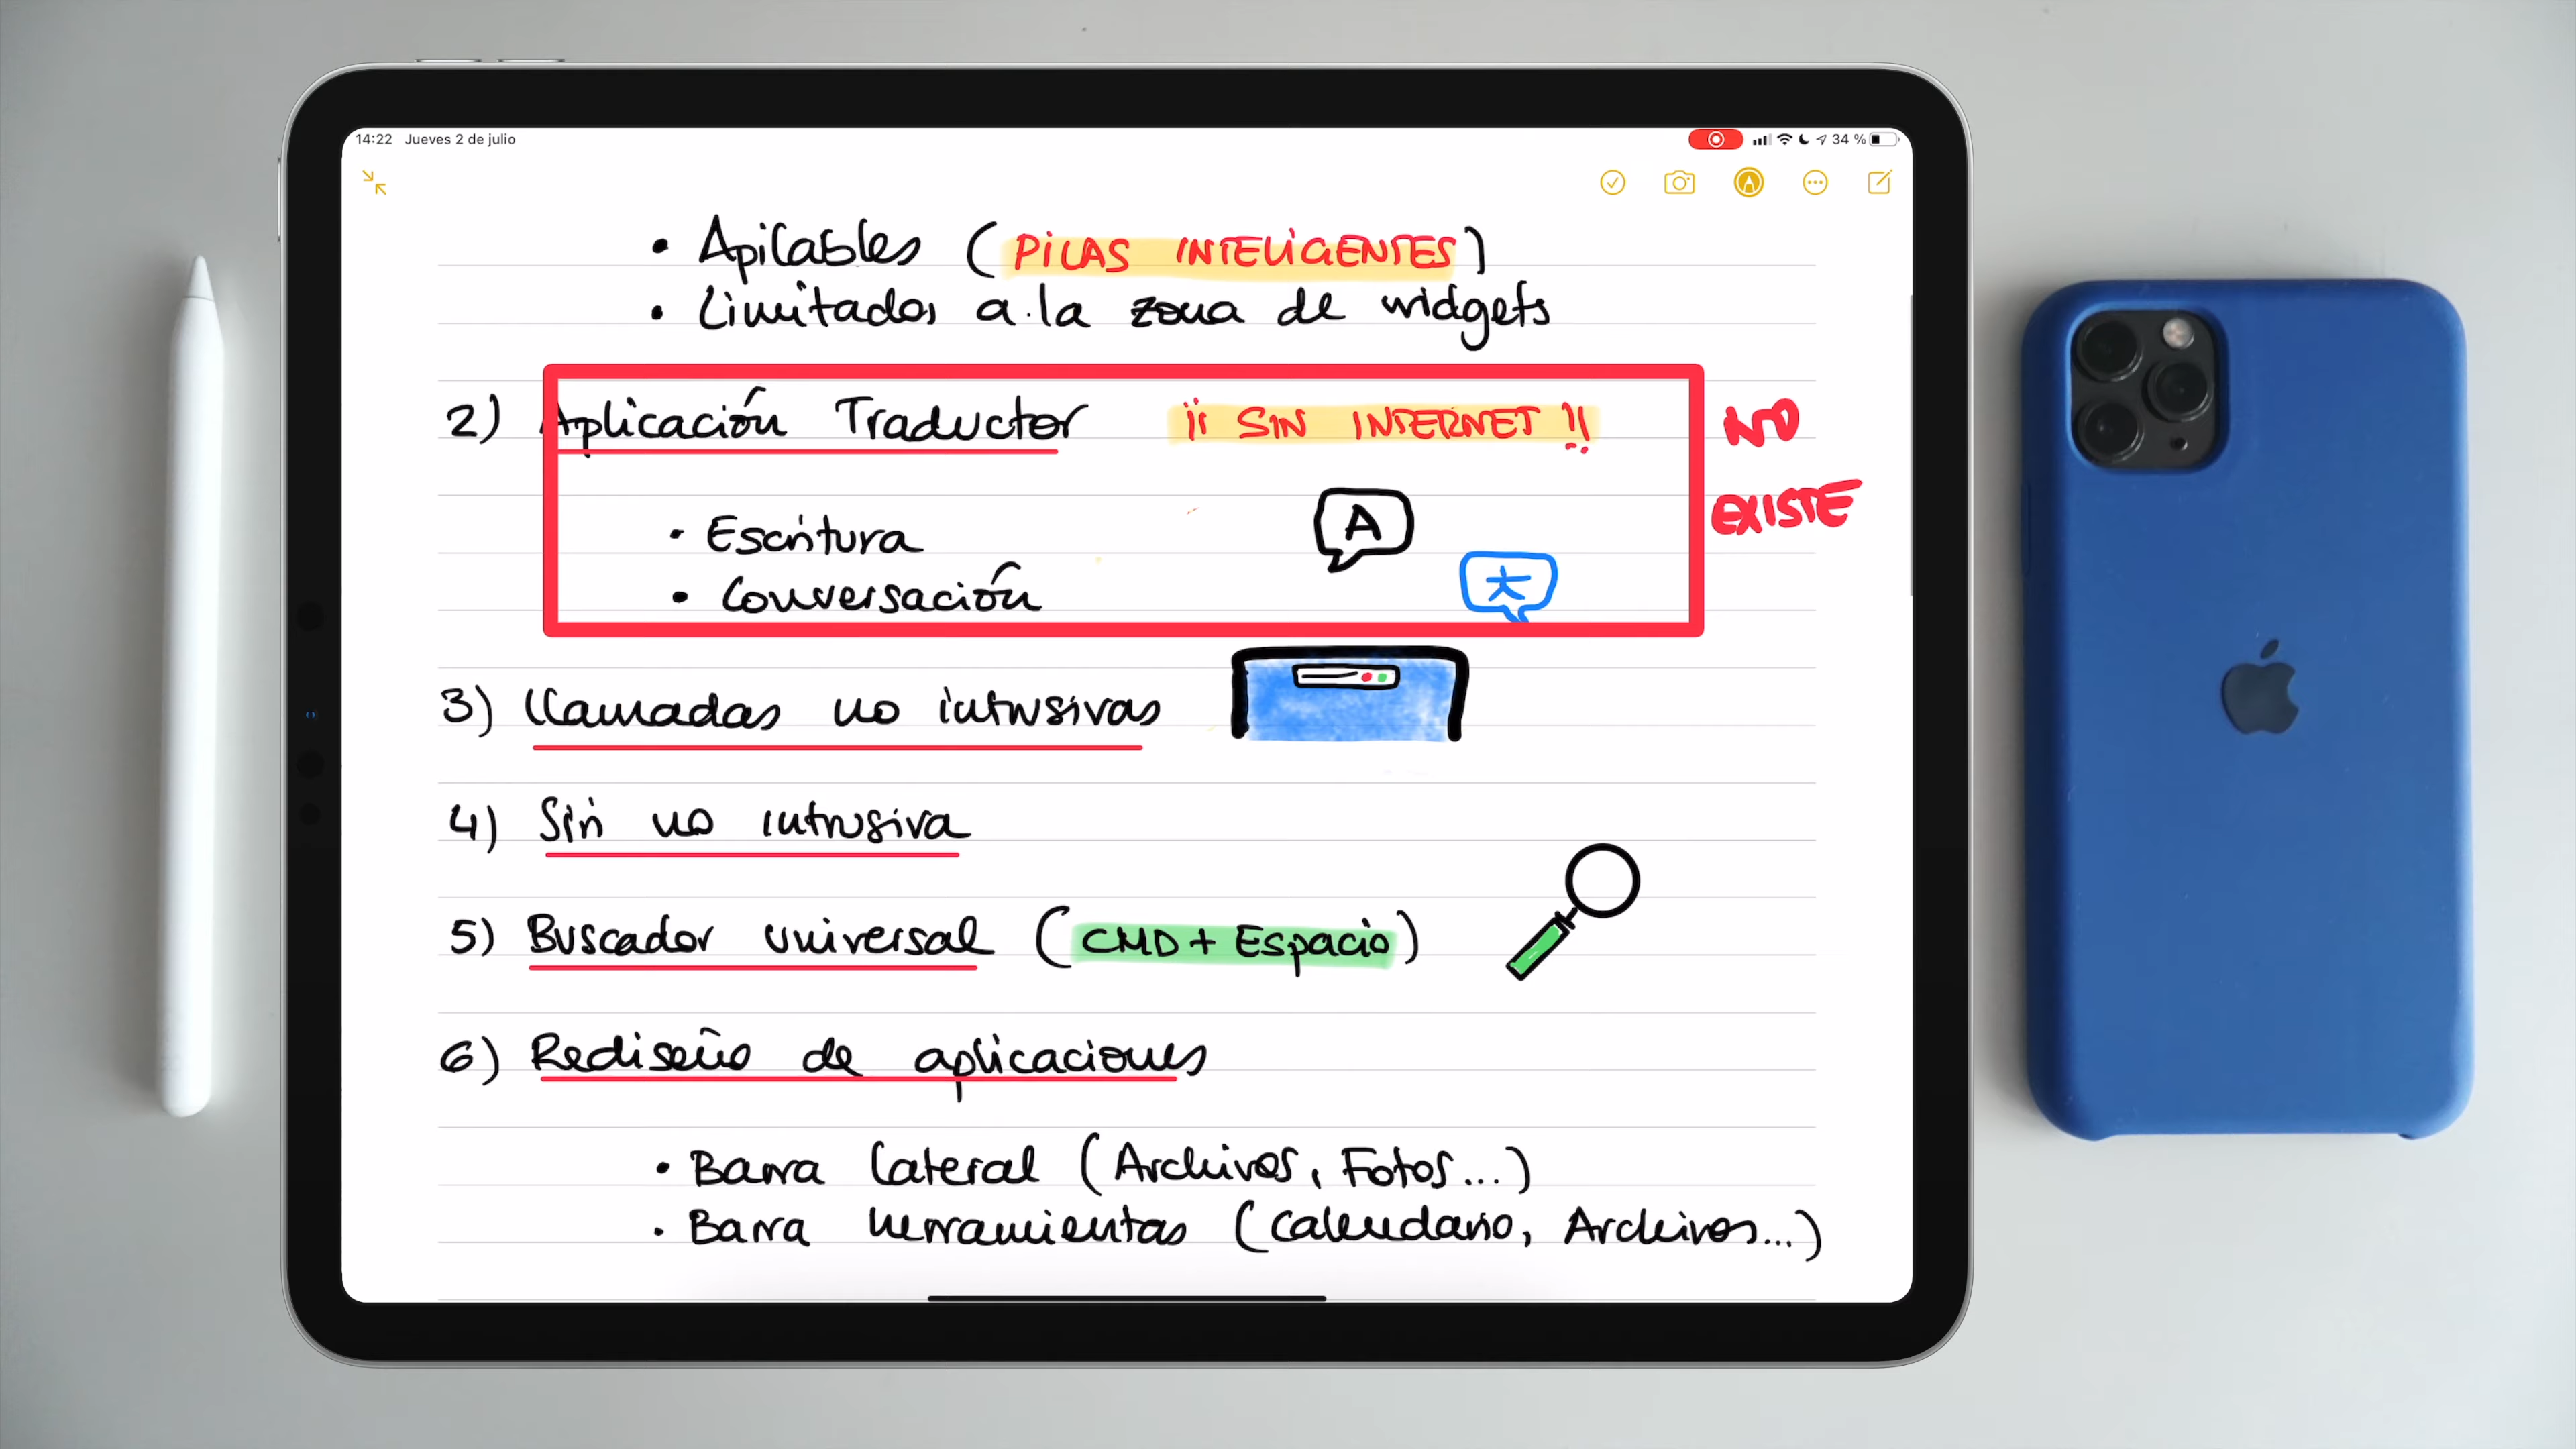 14:22 Jueves 2 de julio 34 %
• Apilables (PILAS INTELIGENTES)
• Limitados a la zona de widgets
2) Aplicación Traductor ¡¡ SIN INTERNET !! NO
EXISTE
A
• Escritura
• Conversación
3) Llamadas no intrusivas
4) Siri no intrusiva
5) Buscador universal (CMD + Espacio)
6) Rediseño de aplicaciones
• Barra lateral (Archivos, Fotos...)
• Barra herramientas (Calendario, Archivos...)